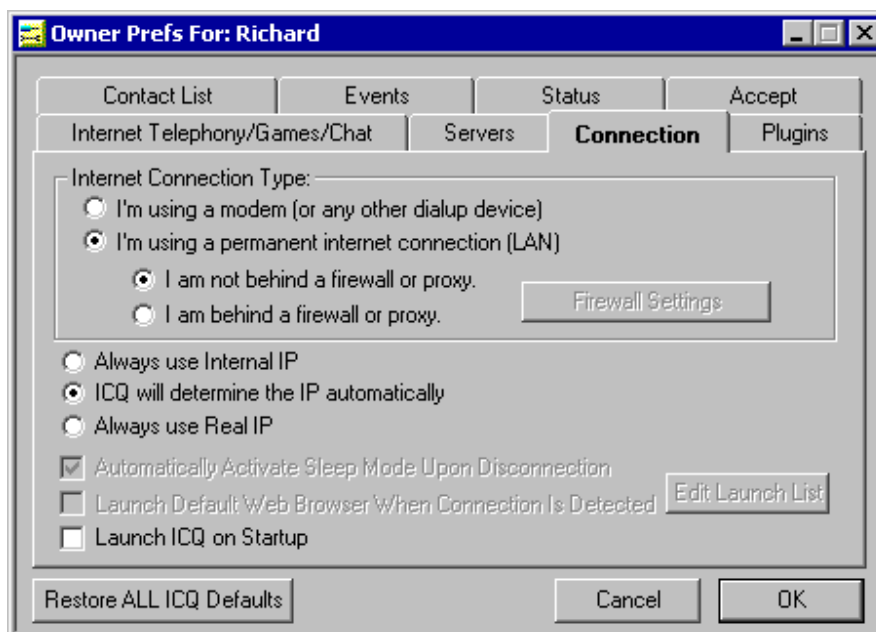 Owner Prefs For: Richard
Contact List Events Status Accept
Internet Telephony/Games/Chat Servers Connection Plugins
Internet Connection Type:
I'm using a modem (or any other dialup device)
I'm using a permanent internet connection (LAN)
I am not behind a firewall or proxy.
Firewall Settings
I am behind a firewall or proxy.
Always use Internal IP
ICQ will determine the IP automatically
Always use Real IP
Automatically Activate Sleep Mode Upon Disconnection
Launch Default Web Browser When Connection Is Detected
Edit Launch List
Launch ICQ on Startup
Restore ALL ICQ Defaults Cancel OK